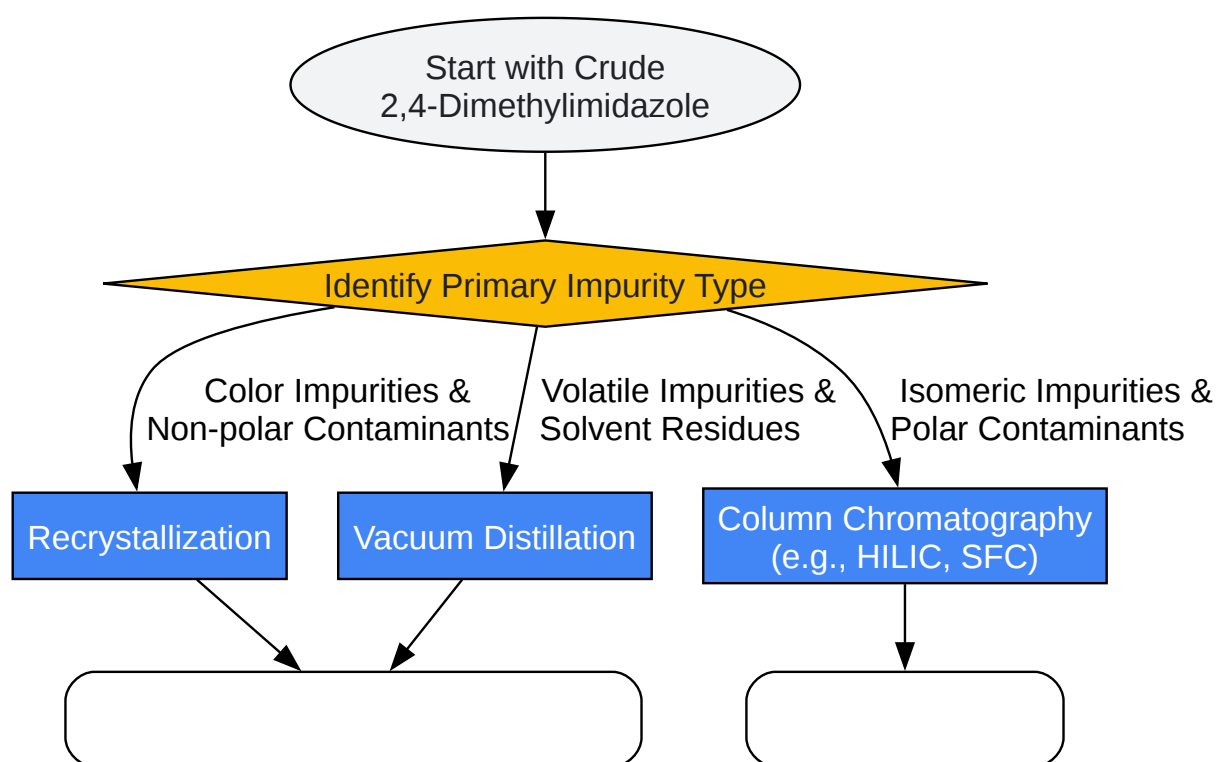 Start with Crude
2,4-Dimethylimidazole
Identify Primary Impurity Type
Color Impurities &
Non-polar Contaminants
Volatile Impurities &
Solvent Residues
Isomeric Impurities &
Polar Contaminants
Recrystallization
Vacuum Distillation
Column Chromatography
(e.g., HILIC, SFC)